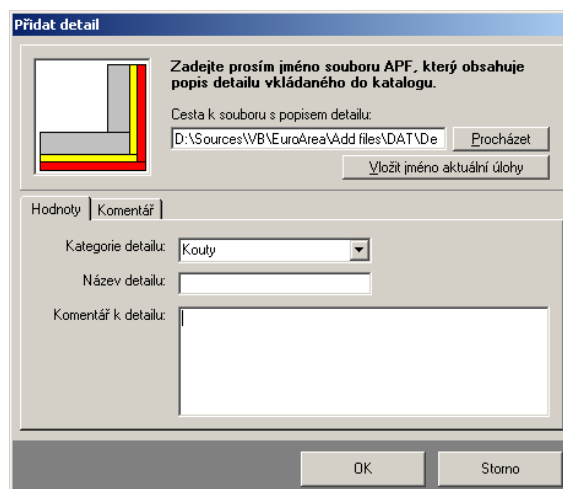 Přidat detail
Zadejte prosím jméno souboru APF, který obsahuje
popis detailu vkládaného do katalogu.
Cesta k souboru s popisem detailu:
D:\Sources\VB\EuroArea\Add files\DAT\De
Procházet
Vložit jméno aktuální úlohy
Hodnoty
Komentář
Kategorie detailu:
Kouty
Název detailu:
Komentář k detailu:
OK
Storno